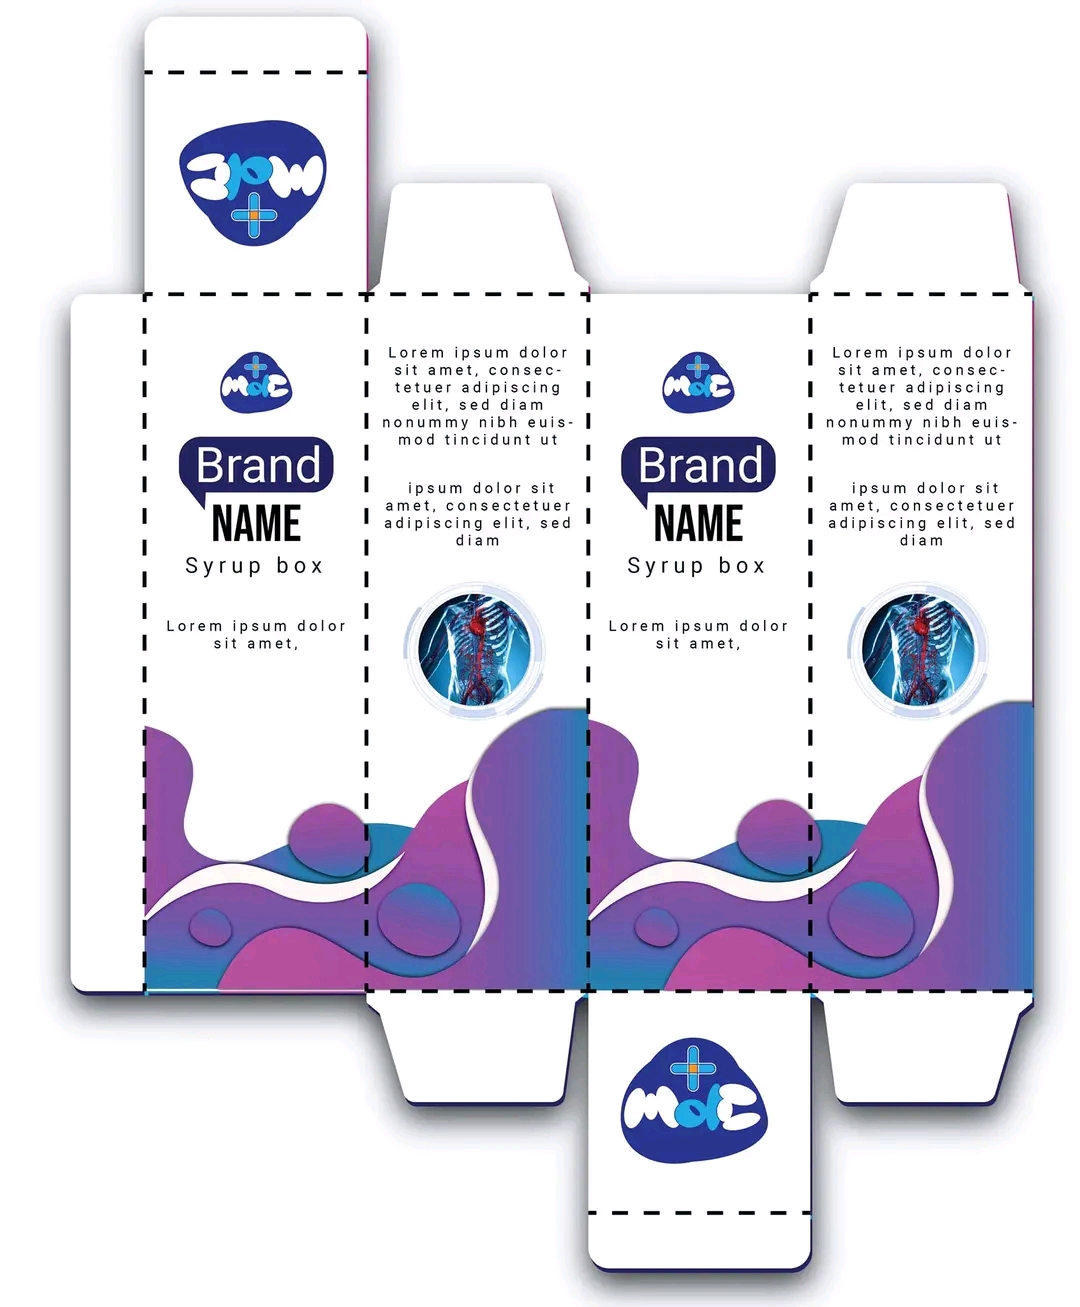 Brand
NAME
Syrup box
Lorem ipsum dolor
sit amet,
Lorem ipsum dolor
sit amet, consec-
tetuer adipiscing
elit, sed diam
nonummy nibh euis-
mod tincidunt ut
ipsum dolor sit
amet, consectetuer
adipiscing elit, sed
diam
Brand
NAME
Syrup box
Lorem ipsum dolor
sit amet,
Lorem ipsum dolor
sit amet, consec-
tetuer adipiscing
elit, sed diam
nonummy nibh euis-
mod tincidunt ut
ipsum dolor sit
amet, consectetuer
adipiscing elit, sed
diam